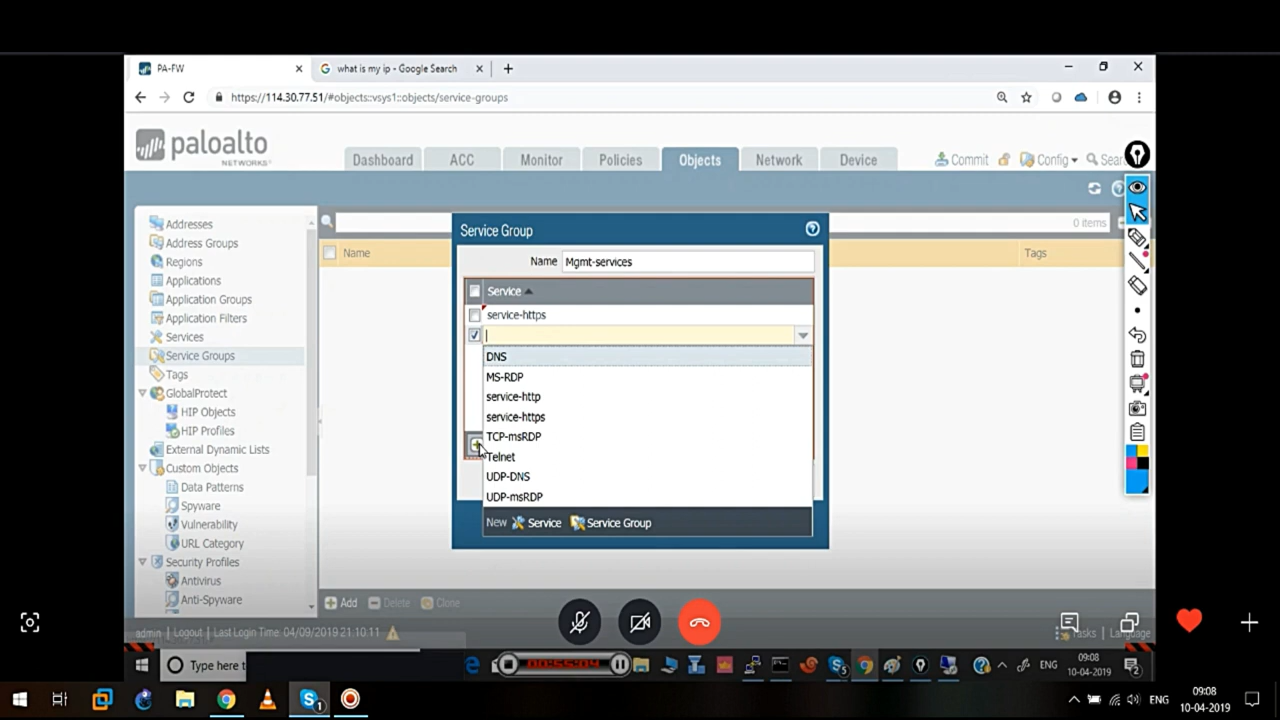 PA-FW
what is my ip - Google Search
https://114.30.77.51/#objects::vsys1::objects/service-groups
paloalto
NETWORKS
Dashboard
ACC
Monitor
Policies
Objects
Network
Device
Commit
Config
0 items
Addresses
Address Groups
Regions
Applications
Application Groups
Application Filters
Services
Service Groups
Tags
GlobalProtect
HIP Objects
HIP Profiles
External Dynamic Lists
Custom Objects
Data Patterns
Spyware
Vulnerability
URL Category
Security Profiles
Antivirus
Anti-Spyware
Name
Tags
Service Group
Name Mgmt-services
Service
service-https
DNS
MS-RDP
service-http
service-https
TCP-msRDP
Telnet
UDP-DNS
UDP-msRDP
New Service Service Group
Add Delete Clone
admin | Logout | Last Login Time: 04/09/2019 21:10:11
Language
Type here t
ENG
09:08
10-04-2019
2
ENG
09:08
10-04-2019